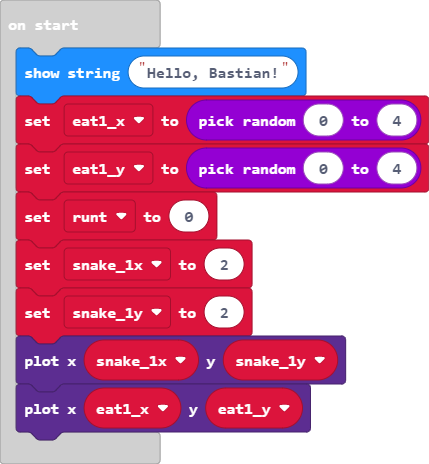 on start
show string "Hello, Bastian!"
set eat1_x to pick random 0 to 4
set eat1_y to pick random 0 to 4
set runt to 0
set snake_1x to 2
set snake_1y to 2
plot x snake_1x y snake_1y
plot x eat1_x y eat1_y